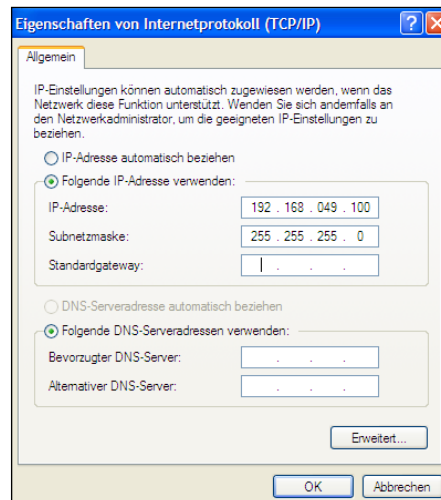 Eigenschaften von Internetprotokoll (TCP/IP)
Allgemein
IP-Einstellungen können automatisch zugewiesen werden, wenn das
Netzwerk diese Funktion unterstützt. Wenden Sie sich andernfalls an
den Netzwerkadministrator, um die geeigneten IP-Einstellungen zu
beziehen.
IP-Adresse automatisch beziehen
Folgende IP-Adresse verwenden:
IP-Adresse: 192 . 168 . 049 . 100
Subnetzmaske: 255 . 255 . 255 . 0
Standardgateway: . . .
DNS-Serveradresse automatisch beziehen
Folgende DNS-Serveradressen verwenden:
Bevorzugter DNS-Server: . . .
Alternativer DNS-Server: . . .
Erweitert...
OK Abbrechen